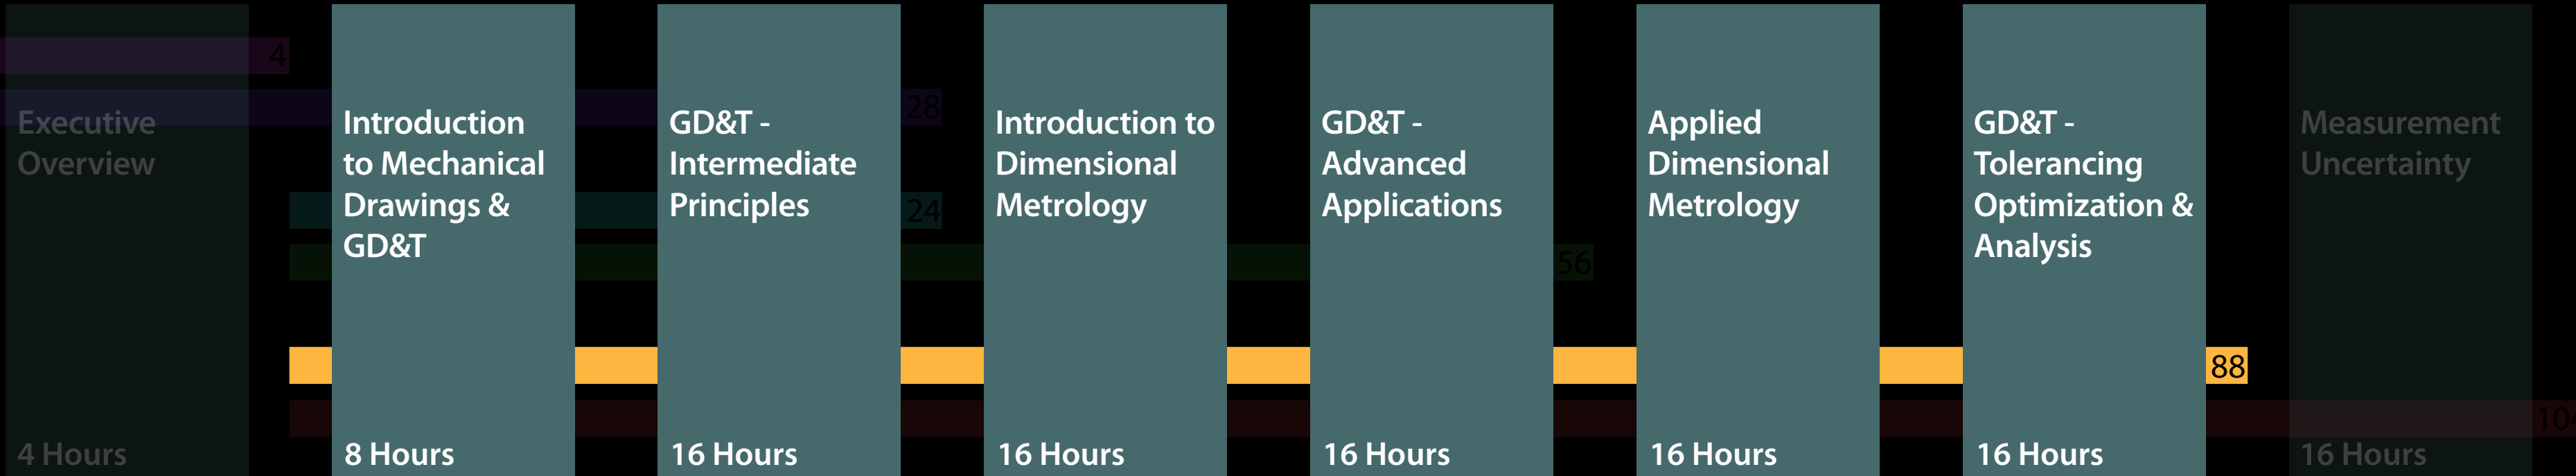 4
Executive
Overview
4 Hours
Introduction
to Mechanical
Drawings &
GD&T
8 Hours
28
24
GD&T -
Intermediate
Principles
16 Hours
Introduction to
Dimensional
Metrology
16 Hours
GD&T -
Advanced
Applications
16 Hours
56
Applied
Dimensional
Metrology
16 Hours
GD&T -
Tolerancing
Optimization &
Analysis
16 Hours
88
Measurement
Uncertainty
16 Hours
104